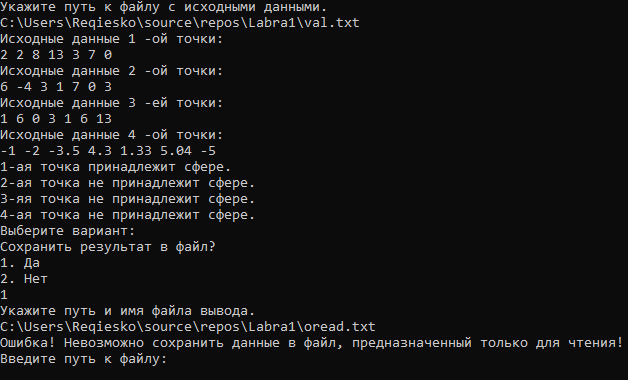 Укажите путь к файлу с исходными данными.
C:\Users\Reqiesko\source\repos\Labra1\val.txt
Исходные данные 1 -ой точки:
2 2 8 13 3 7 0
Исходные данные 2 -ой точки:
6 -4 3 1 7 0 3
Исходные данные 3 -ей точки:
1 6 0 3 1 6 13
Исходные данные 4 -ой точки:
-1 -2 -3.5 4.3 1.33 5.04 -5
1-ая точка принадлежит сфере.
2-ая точка не принадлежит сфере.
3-яя точка не принадлежит сфере.
4-ая точка не принадлежит сфере.
Выберите вариант:
Сохранить результат в файл?
1. Да
2. Нет
1
Укажите путь и имя файла вывода.
C:\Users\Reqiesko\source\repos\Labra1\oread.txt
Ошибка! Невозможно сохранить данные в файл, предназначенный только для чтения!
Введите путь к файлу: